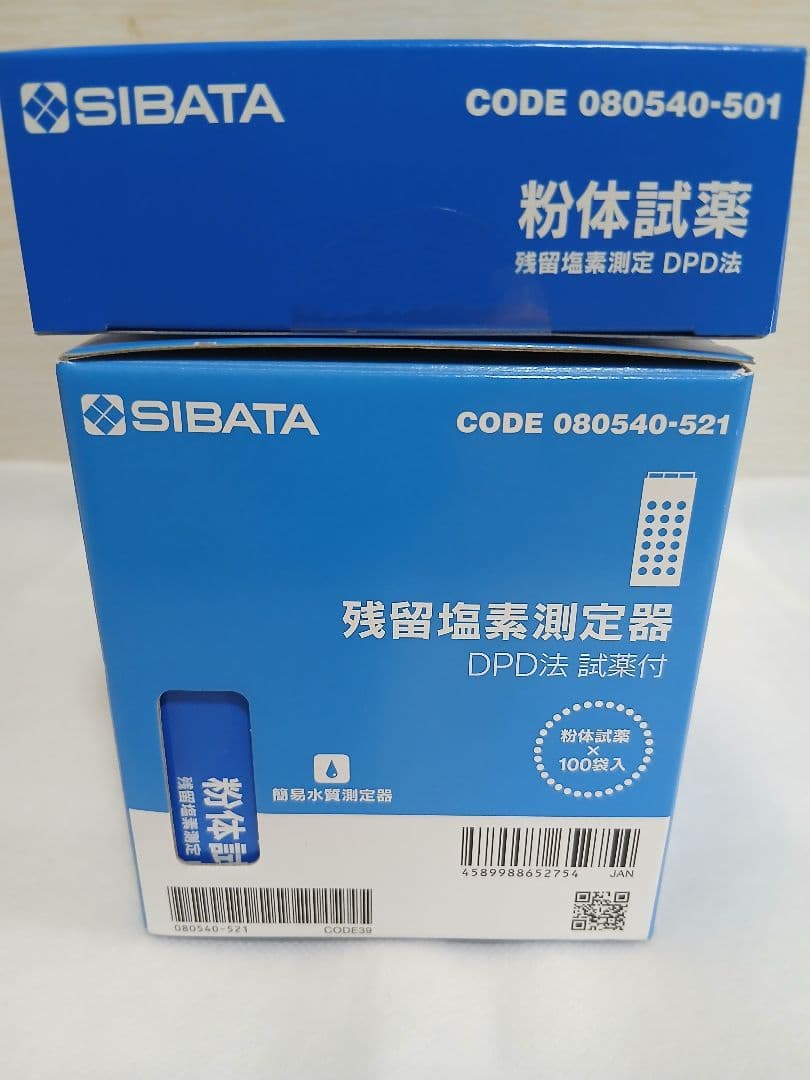 SIBATA
CODE 080540-501
粉体試薬
残留塩素測定 DPD法
SIBATA
CODE 080540-521
残留塩素測定器
DPD法 試薬付
粉体試薬
×
100袋入
簡易水質測定器
粉体試
残留塩素測定
4589988652754 JAN
080540-521 CODE39